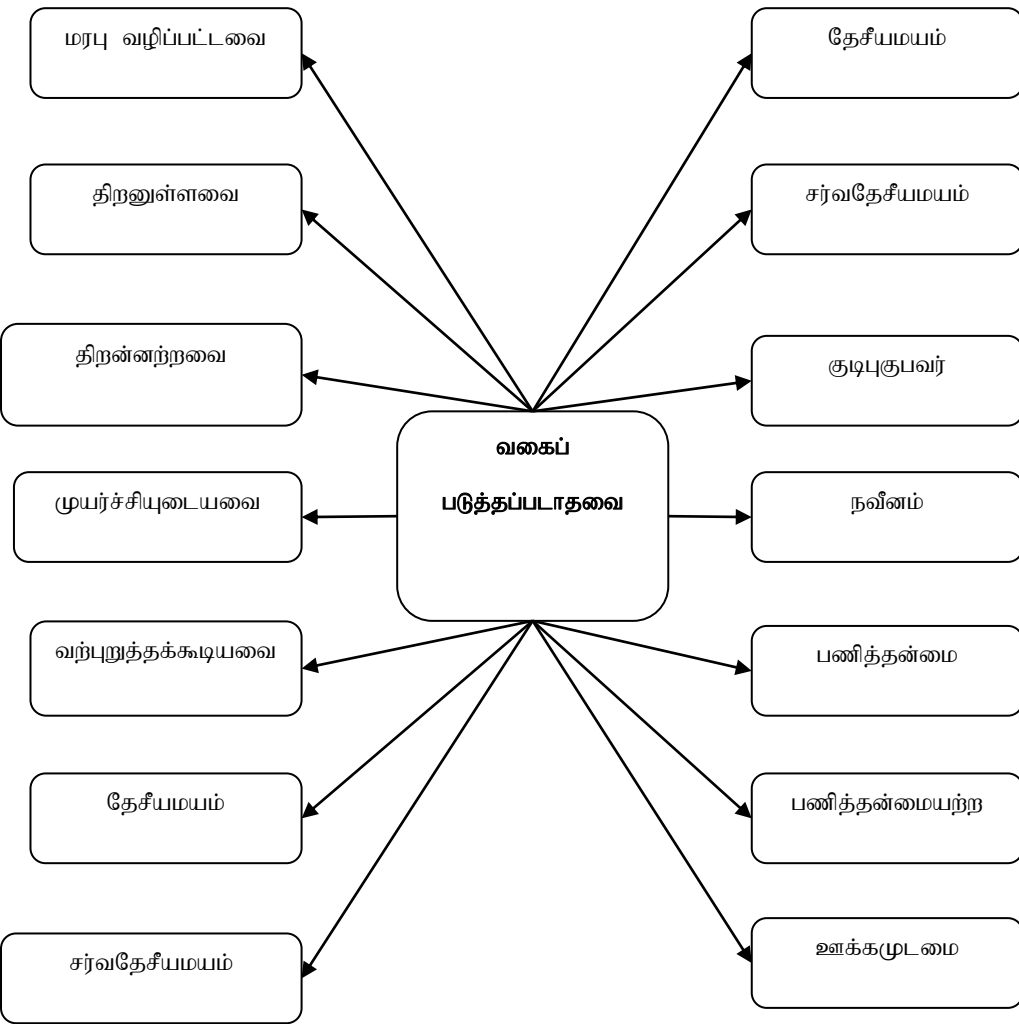 மரபு வழிப்பட்டவை
திறனுள்ளவை
திறன்னற்றவை
முயர்ச்சியுடையவை
வற்புறுத்தக்கூடியவை
தேசீயமயம்
சர்வதேசீயமயம்
வகைப்
படுத்தப்படாதவை
தேசீயமயம்
சர்வதேசீயமயம்
குடிபுகுபவர்
நவீனம்
பணித்தன்மை
பணித்தன்மையற்ற
ஊக்கமுடமை